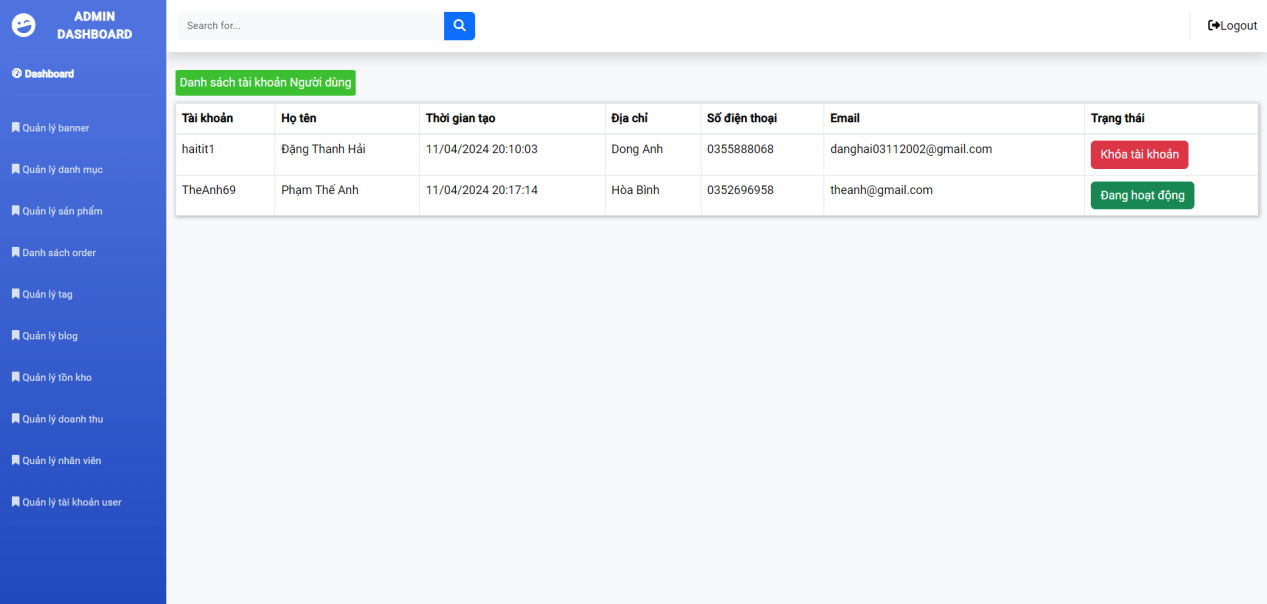 ADMIN
DASHBOARD
Search for...
Logout
Dashboard
Quản lý banner
Quản lý danh mục
Quản lý sản phẩm
Danh sách order
Quản lý tag
Quản lý blog
Quản lý tồn kho
Quản lý doanh thu
Quản lý nhân viên
Quản lý tài khoản user
Danh sách tài khoản Người dùng
Tài khoản Họ tên Thời gian tạo Địa chỉ Số điện thoại Email Trạng thái
haitit1 Đặng Thanh Hải 11/04/2024 20:10:03 Dong Anh 0355888068 danghai03112002@gmail.com Khóa tài khoản
TheAnh69 Phạm Thế Anh 11/04/2024 20:17:14 Hòa Bình 0352696958 theanh@gmail.com Đang hoạt động